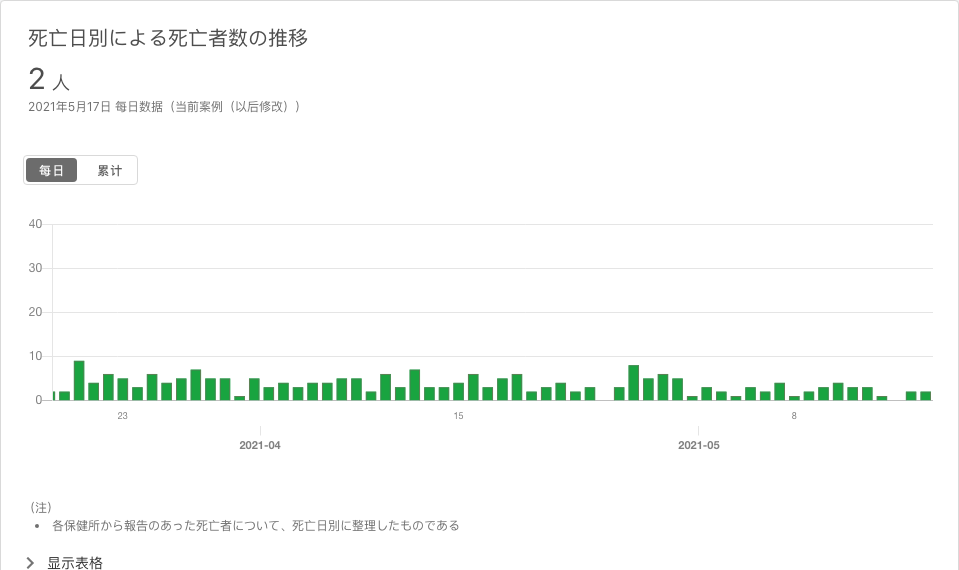 死亡日別による死亡者数の推移
2 人
2021年5月17日 每日数据（当前案例（以后修改））
每日 累计
40
30
20
10
0
23 15 8
2021-04 2021-05
（注）
• 各保健所から報告のあった死亡者について、死亡日別に整理したものである
显示表格